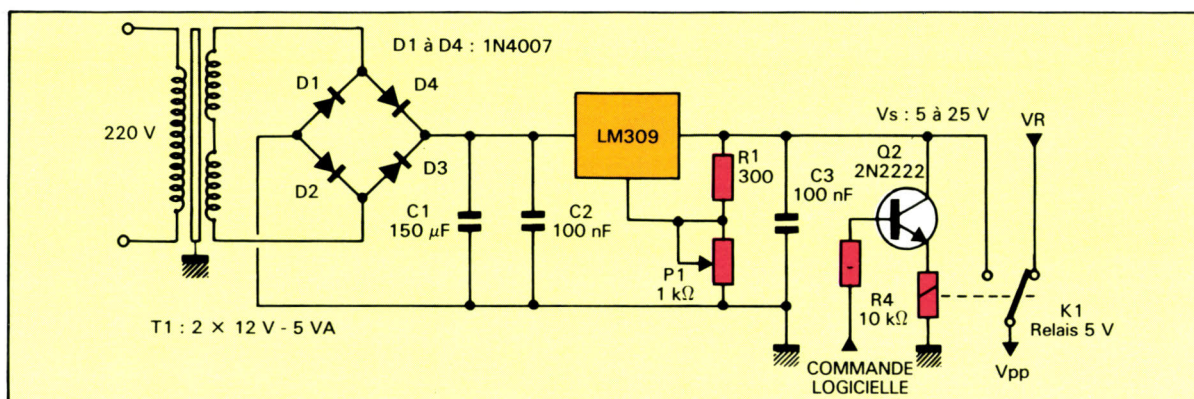 D1 à D4 : 1N4007
D1
D4
D2
D3
220 V
T1 : 2 × 12 V - 5 VA
C1
150 µF
C2
100 nF
LM309
R1
300
P1
1 kΩ
C3
100 nF
Vs : 5 à 25 V
Q2
2N2222
VR
R4
10 kΩ
K1
Relais 5 V
Vpp
COMMANDE
LOGICIELLE